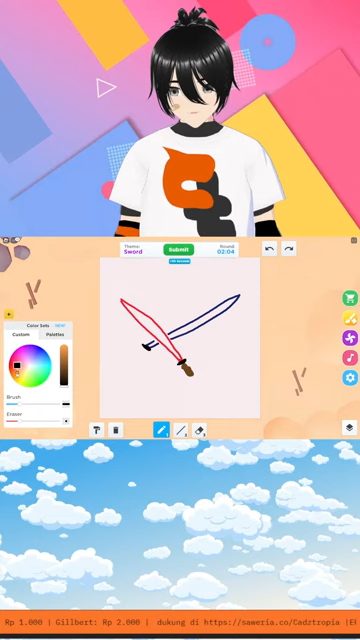 Theme:
Sword
Submit
Round:
02:04
Color Sets
NEW
Custom
Palettes
Brush
Eraser
Rp 1.000 | Gillbert: Rp 2.000 | dukung di https://saweria.co/Cadztropia |